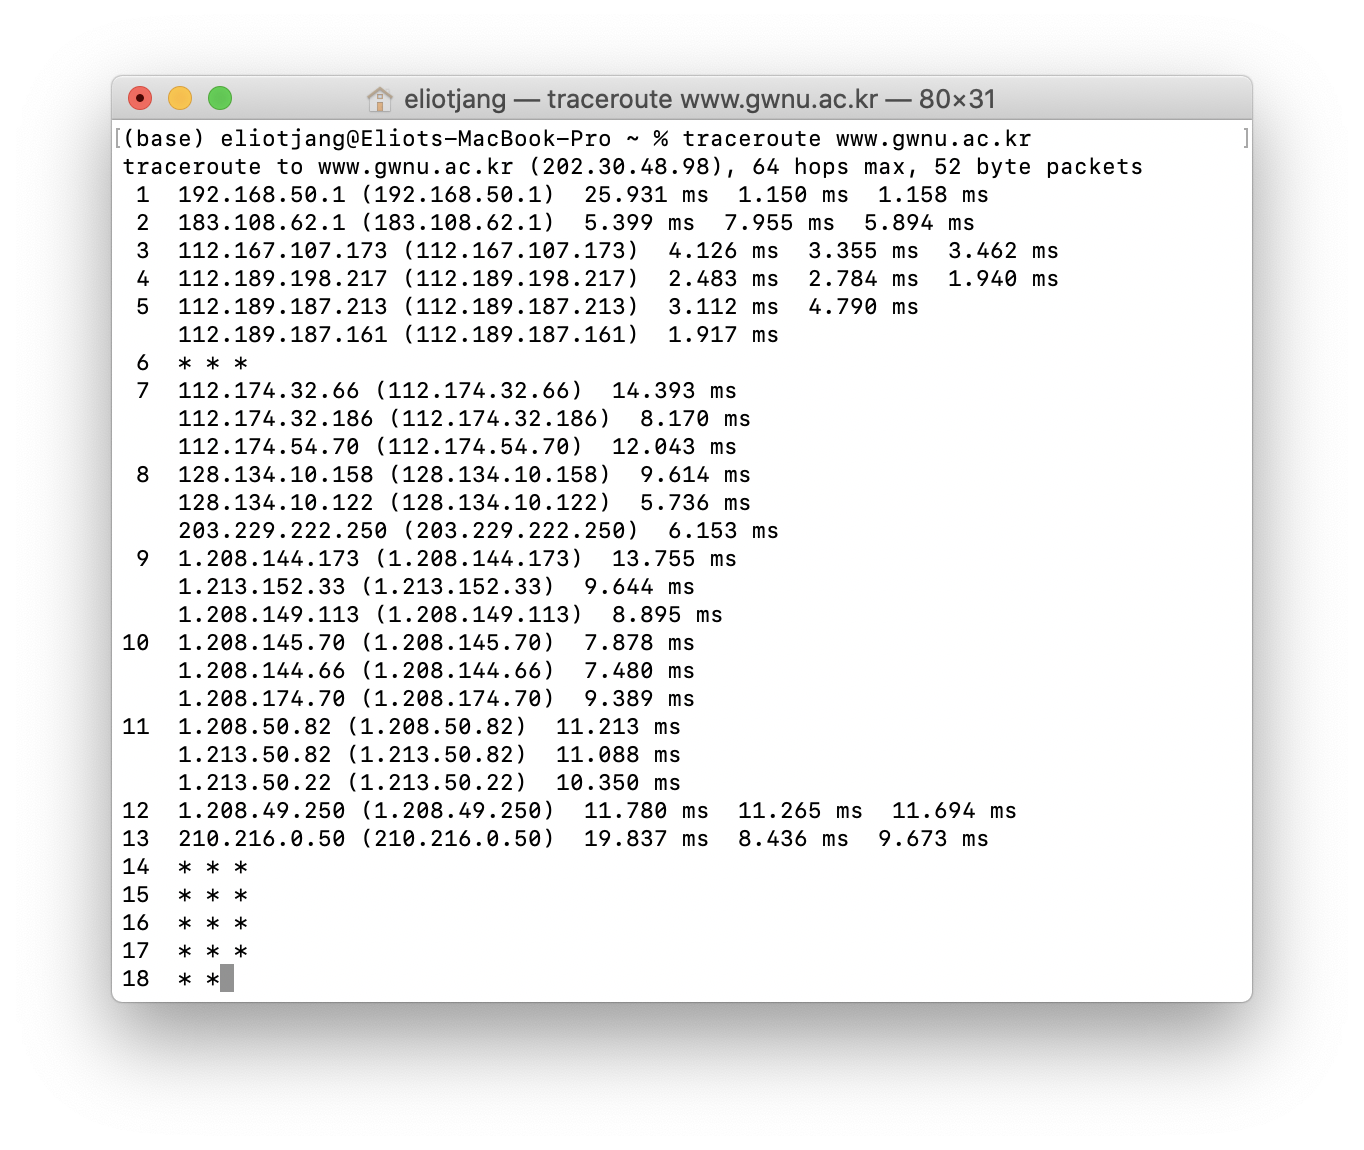 eliotjang — traceroute www.gwnu.ac.kr — 80×31
[(base) eliotjang@Eliots-MacBook-Pro ~ % traceroute www.gwnu.ac.kr ]
traceroute to www.gwnu.ac.kr (202.30.48.98), 64 hops max, 52 byte packets
 1  192.168.50.1 (192.168.50.1)  25.931 ms  1.150 ms  1.158 ms
 2  183.108.62.1 (183.108.62.1)  5.399 ms  7.955 ms  5.894 ms
 3  112.167.107.173 (112.167.107.173)  4.126 ms  3.355 ms  3.462 ms
 4  112.189.198.217 (112.189.198.217)  2.483 ms  2.784 ms  1.940 ms
 5  112.189.187.213 (112.189.187.213)  3.112 ms  4.790 ms
    112.189.187.161 (112.189.187.161)  1.917 ms
 6  * * *
 7  112.174.32.66 (112.174.32.66)  14.393 ms
    112.174.32.186 (112.174.32.186)  8.170 ms
    112.174.54.70 (112.174.54.70)  12.043 ms
 8  128.134.10.158 (128.134.10.158)  9.614 ms
    128.134.10.122 (128.134.10.122)  5.736 ms
    203.229.222.250 (203.229.222.250)  6.153 ms
 9  1.208.144.173 (1.208.144.173)  13.755 ms
    1.213.152.33 (1.213.152.33)  9.644 ms
    1.208.149.113 (1.208.149.113)  8.895 ms
10  1.208.145.70 (1.208.145.70)  7.878 ms
    1.208.144.66 (1.208.144.66)  7.480 ms
    1.208.174.70 (1.208.174.70)  9.389 ms
11  1.208.50.82 (1.208.50.82)  11.213 ms
    1.213.50.82 (1.213.50.82)  11.088 ms
    1.213.50.22 (1.213.50.22)  10.350 ms
12  1.208.49.250 (1.208.49.250)  11.780 ms  11.265 ms  11.694 ms
13  210.216.0.50 (210.216.0.50)  19.837 ms  8.436 ms  9.673 ms
14  * * *
15  * * *
16  * * *
17  * * *
18  * *